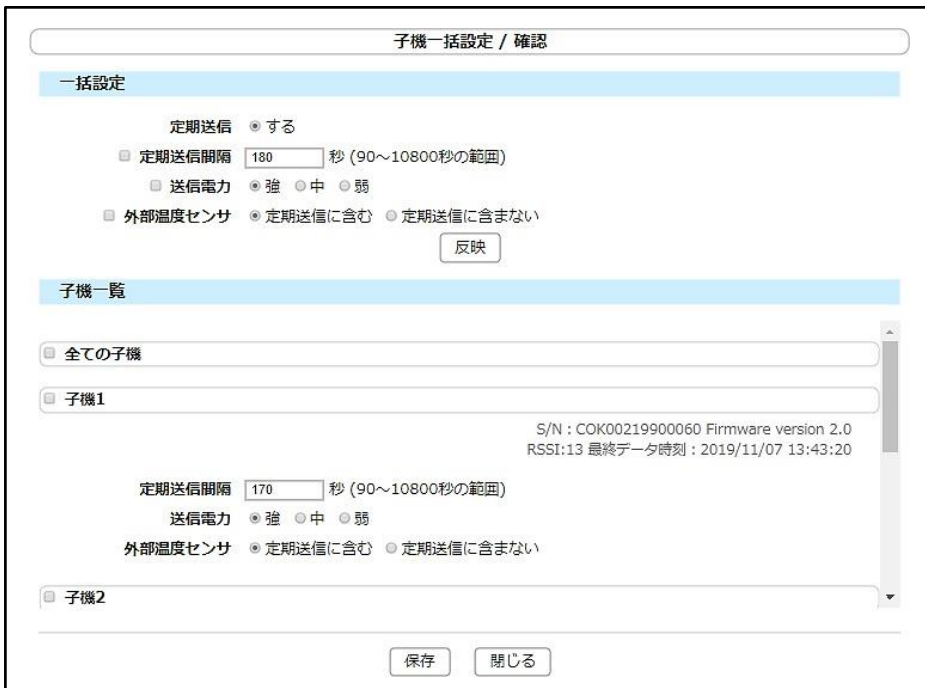 子機一括設定 / 確認
一括設定
定期送信 する
定期送信間隔 180 秒 (90～10800秒の範囲)
送信電力 強 中 弱
外部温度センサ 定期送信に含む 定期送信に含まない
反映
子機一覧
全ての子機
子機1
S/N : COK00219900060 Firmware version 2.0
RSSI:13 最終データ時刻 : 2019/11/07 13:43:20
定期送信間隔 170 秒 (90～10800秒の範囲)
送信電力 強 中 弱
外部温度センサ 定期送信に含む 定期送信に含まない
子機2
保存 閉じる